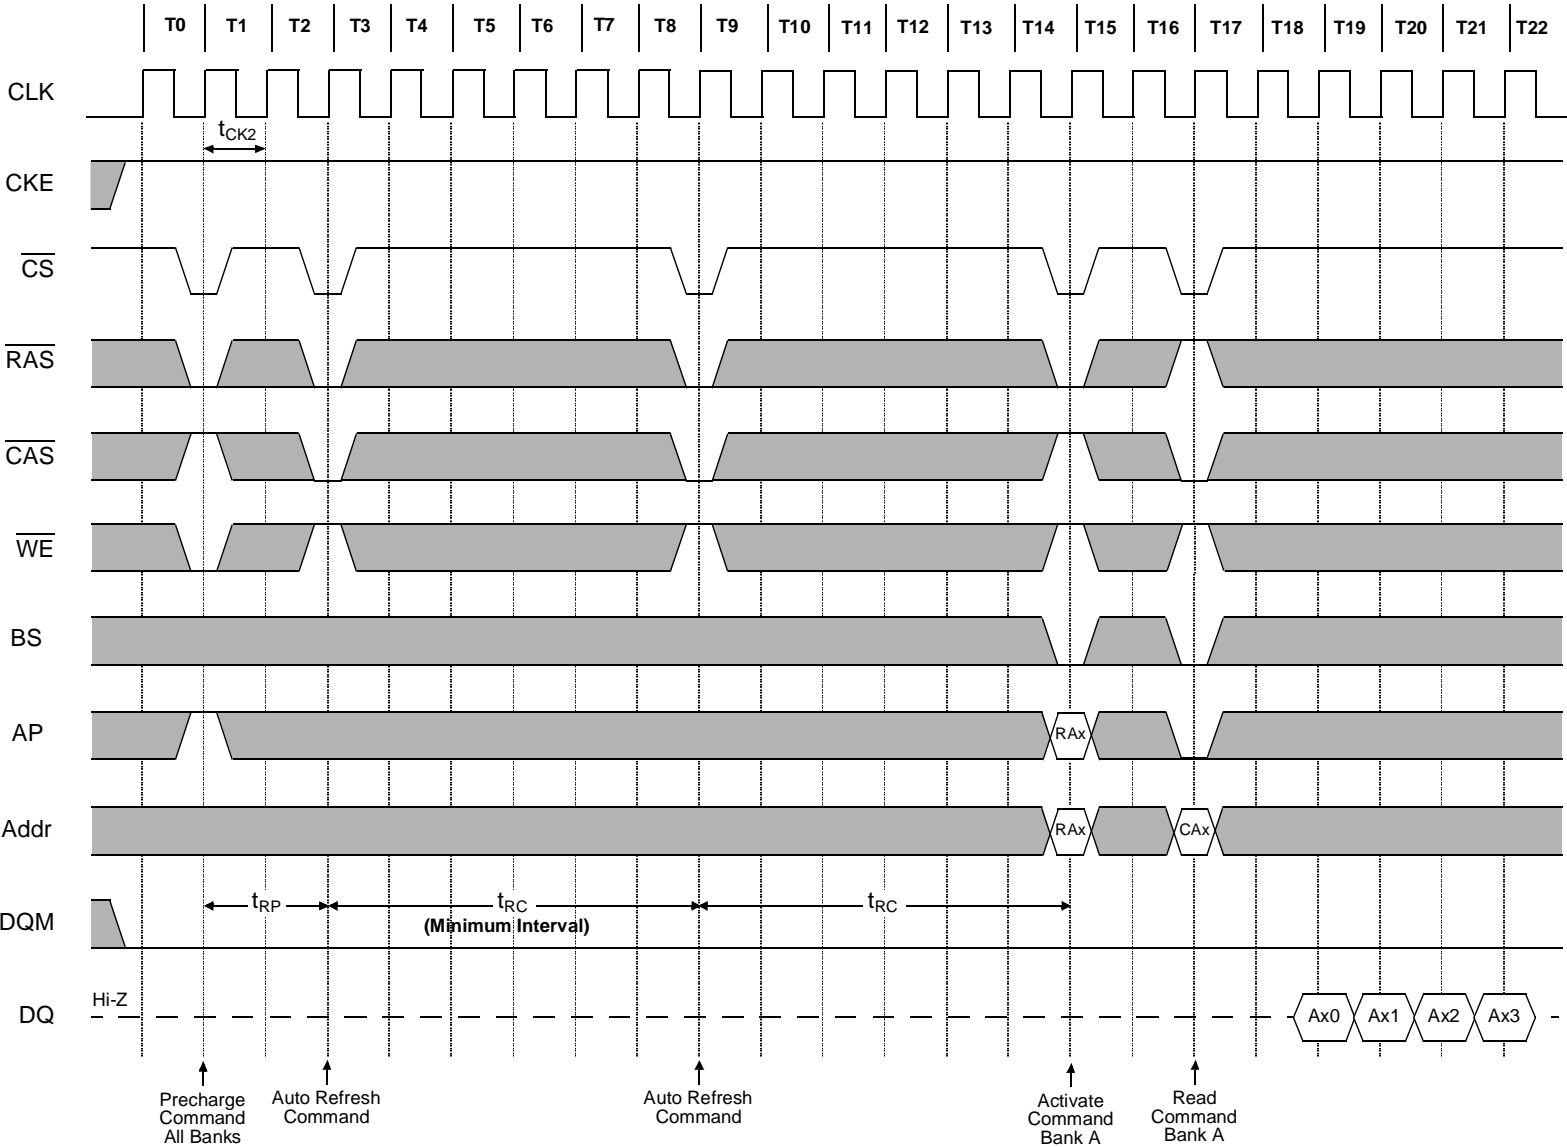 T0 T1 T2 T3 T4 T5 T6 T7 T8 T9 T10 T11 T12 T13 T14 T15 T16 T17 T18 T19 T20 T21 T22
CLK
tCK2
CKE
CS
RAS
CAS
WE
BS
AP
RAx
Addr
RAx CAx
tRP tRC tRC
(Minimum Interval)
DQM
Hi-Z
DQ
Ax0 Ax1 Ax2 Ax3
Precharge
Command
All Banks
Auto Refresh
Command
Auto Refresh
Command
Activate
Command
Bank A
Read
Command
Bank A